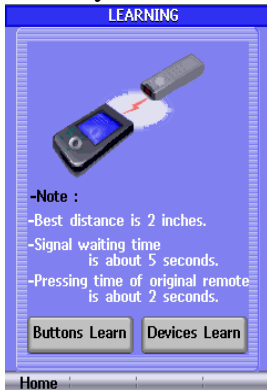 LEARNING
-Note :
-Best distance is 2 inches.
-Signal waiting time
is about 5 seconds.
-Pressing time of original remote
is about 2 seconds.
Buttons Learn Devices Learn
Home